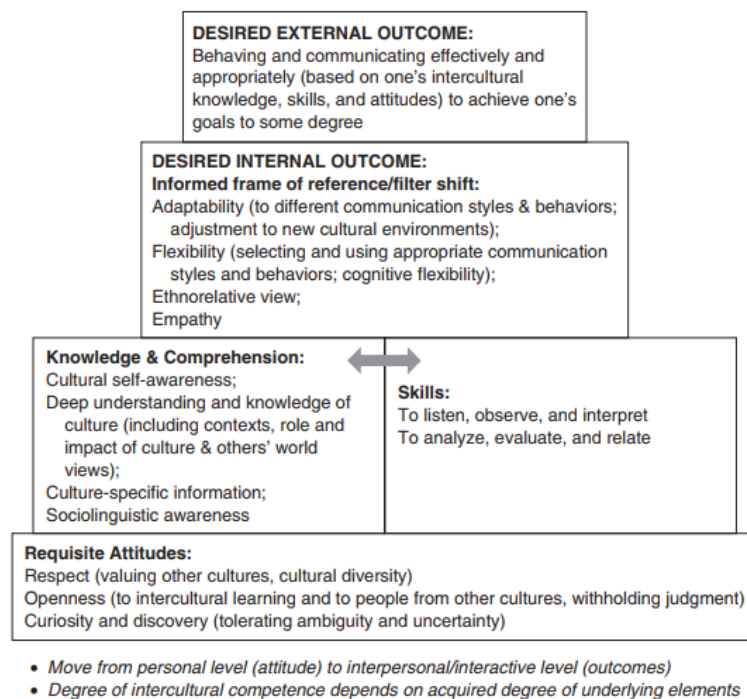 DESIRED EXTERNAL OUTCOME:
Behaving and communicating effectively and
appropriately (based on one's intercultural
knowledge, skills, and attitudes) to achieve one's
goals to some degree
DESIRED INTERNAL OUTCOME:
Informed frame of reference/filter shift:
Adaptability (to different communication styles & behaviors;
adjustment to new cultural environments);
Flexibility (selecting and using appropriate communication
styles and behaviors; cognitive flexibility);
Ethnorelative view;
Empathy
Knowledge & Comprehension:
Cultural self-awareness;
Deep understanding and knowledge of
culture (including contexts, role and
impact of culture & others' world
views);
Culture-specific information;
Sociolinguistic awareness
Skills:
To listen, observe, and interpret
To analyze, evaluate, and relate
Requisite Attitudes:
Respect (valuing other cultures, cultural diversity)
Openness (to intercultural learning and to people from other cultures, withholding judgment)
Curiosity and discovery (tolerating ambiguity and uncertainty)
• Move from personal level (attitude) to interpersonal/interactive level (outcomes)
• Degree of intercultural competence depends on acquired degree of underlying elements